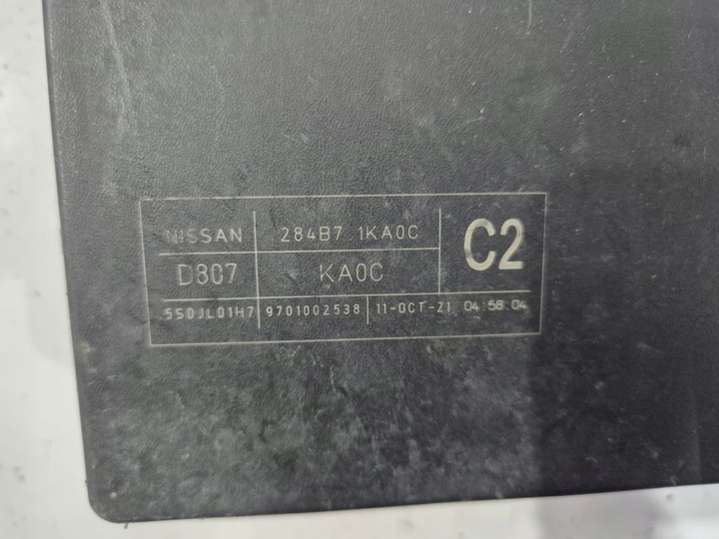 NISSAN 284B7 1KA0C C2
D807 KA0C
550JL01H7 9701002538 11-OCT-21 04:58:04